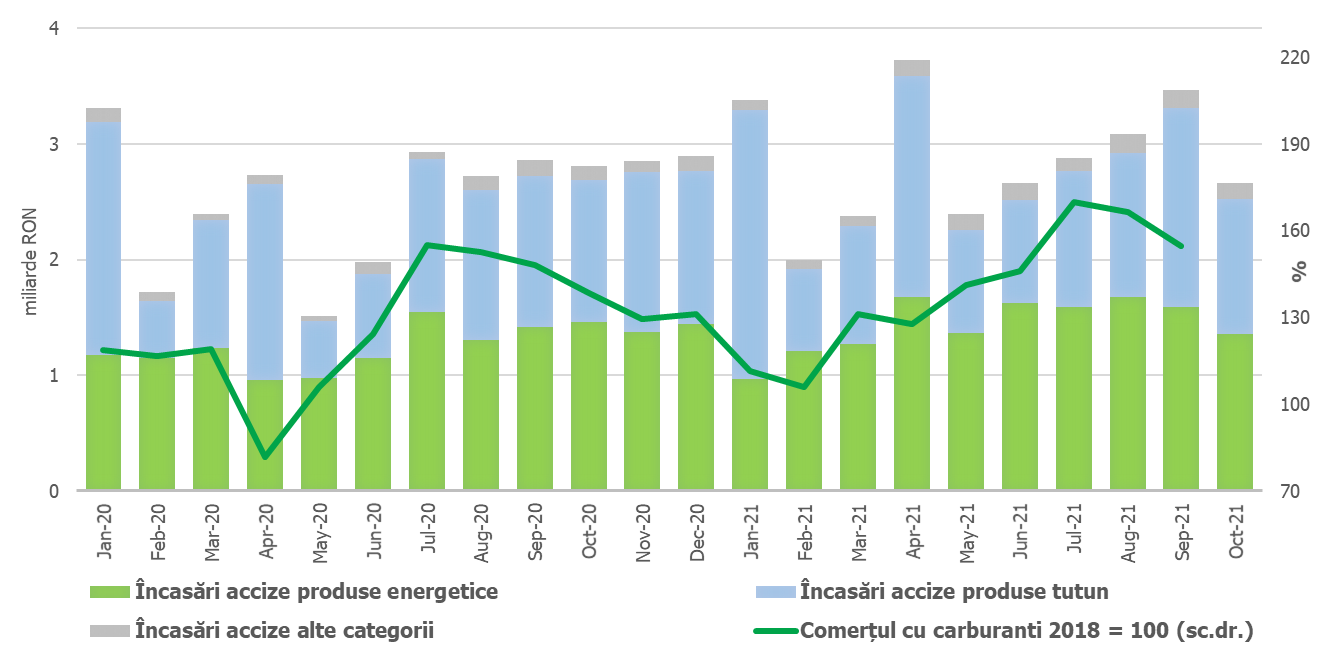 4
3
2
1
0
miliarde RON
220
190
160
130
100
70
%
Jan-20
Feb-20
Mar-20
Apr-20
May-20
Jun-20
Jul-20
Aug-20
Sep-20
Oct-20
Nov-20
Dec-20
Jan-21
Feb-21
Mar-21
Apr-21
May-21
Jun-21
Jul-21
Aug-21
Sep-21
Oct-21
Încasări accize produse energetice
Încasări accize produse tutun
Încasări accize alte categorii
Comerțul cu carburanti 2018 = 100 (sc.dr.)